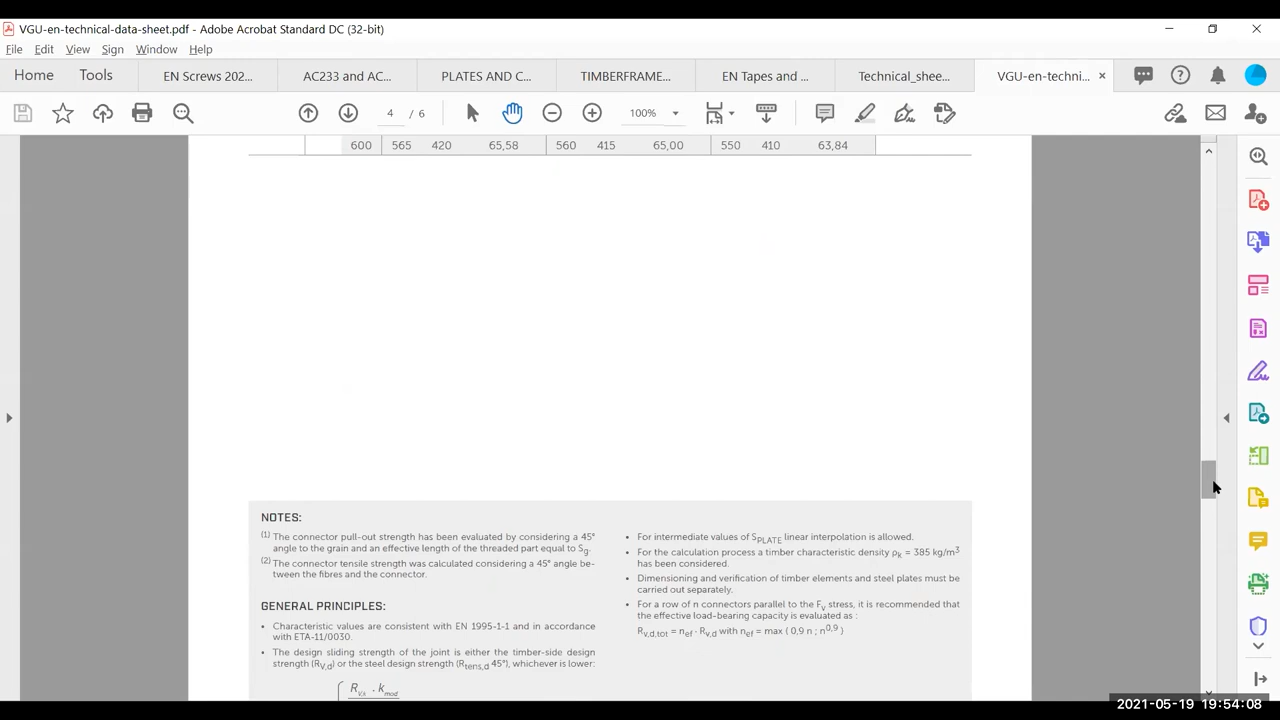 VGU-en-technical-data-sheet.pdf - Adobe Acrobat Standard DC (32-bit)
File Edit View Sign Window Help
Home Tools EN Screws 202... AC233 and AC... PLATES AND C... TIMBERFRAME... EN Tapes and ... Technical_shee... VGU-en-techni...
4 / 6 100%
600 565 420 65,58 560 415 65,00 550 410 63,84
NOTES:
(1) The connector pull-out strength has been evaluated by considering a 45°
angle to the grain and an effective length of the threaded part equal to Sg.
(2) The connector tensile strength was calculated considering a 45° angle be-
tween the fibres and the connector.
GENERAL PRINCIPLES:
• Characteristic values are consistent with EN 1995-1-1 and in accordance
with ETA-11/0030.
• The design sliding strength of the joint is either the timber-side design
strength (RV,d) or the steel design strength (Rtens,d 45°), whichever is lower:
RVk · kmod
• For intermediate values of SPLATE linear interpolation is allowed.
• For the calculation process a timber characteristic density ρk = 385 kg/m3
has been considered.
• Dimensioning and verification of timber elements and steel plates must be
carried out separately.
• For a row of n connectors parallel to the Fv stress, it is recommended that
the effective load-bearing capacity is evaluated as :
Rv,d,tot = nef · Rv,d with nef = max ( 0,9 n ; n0,9 )
2021-05-19 19:54:08